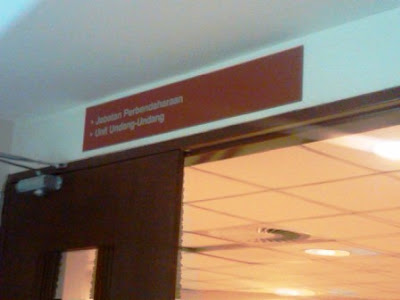 • Jabatan Perbendaharaan
• Unit Undang-Undang